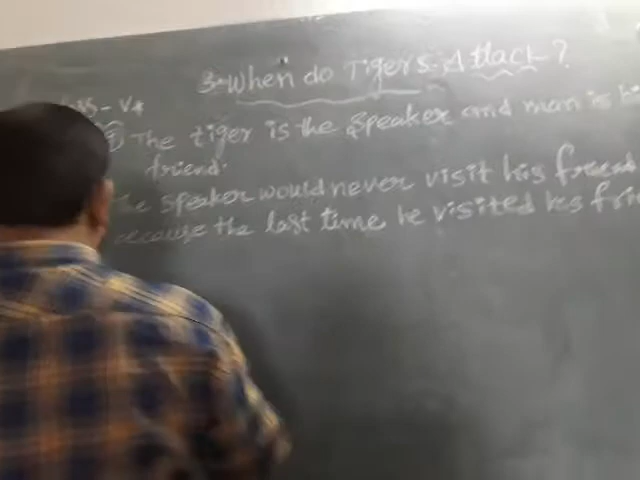 3. When do Tigers Attack?
- V
The tiger is the speaker and man is
friend.
speaker would never visit his friend
because the last time he visited his